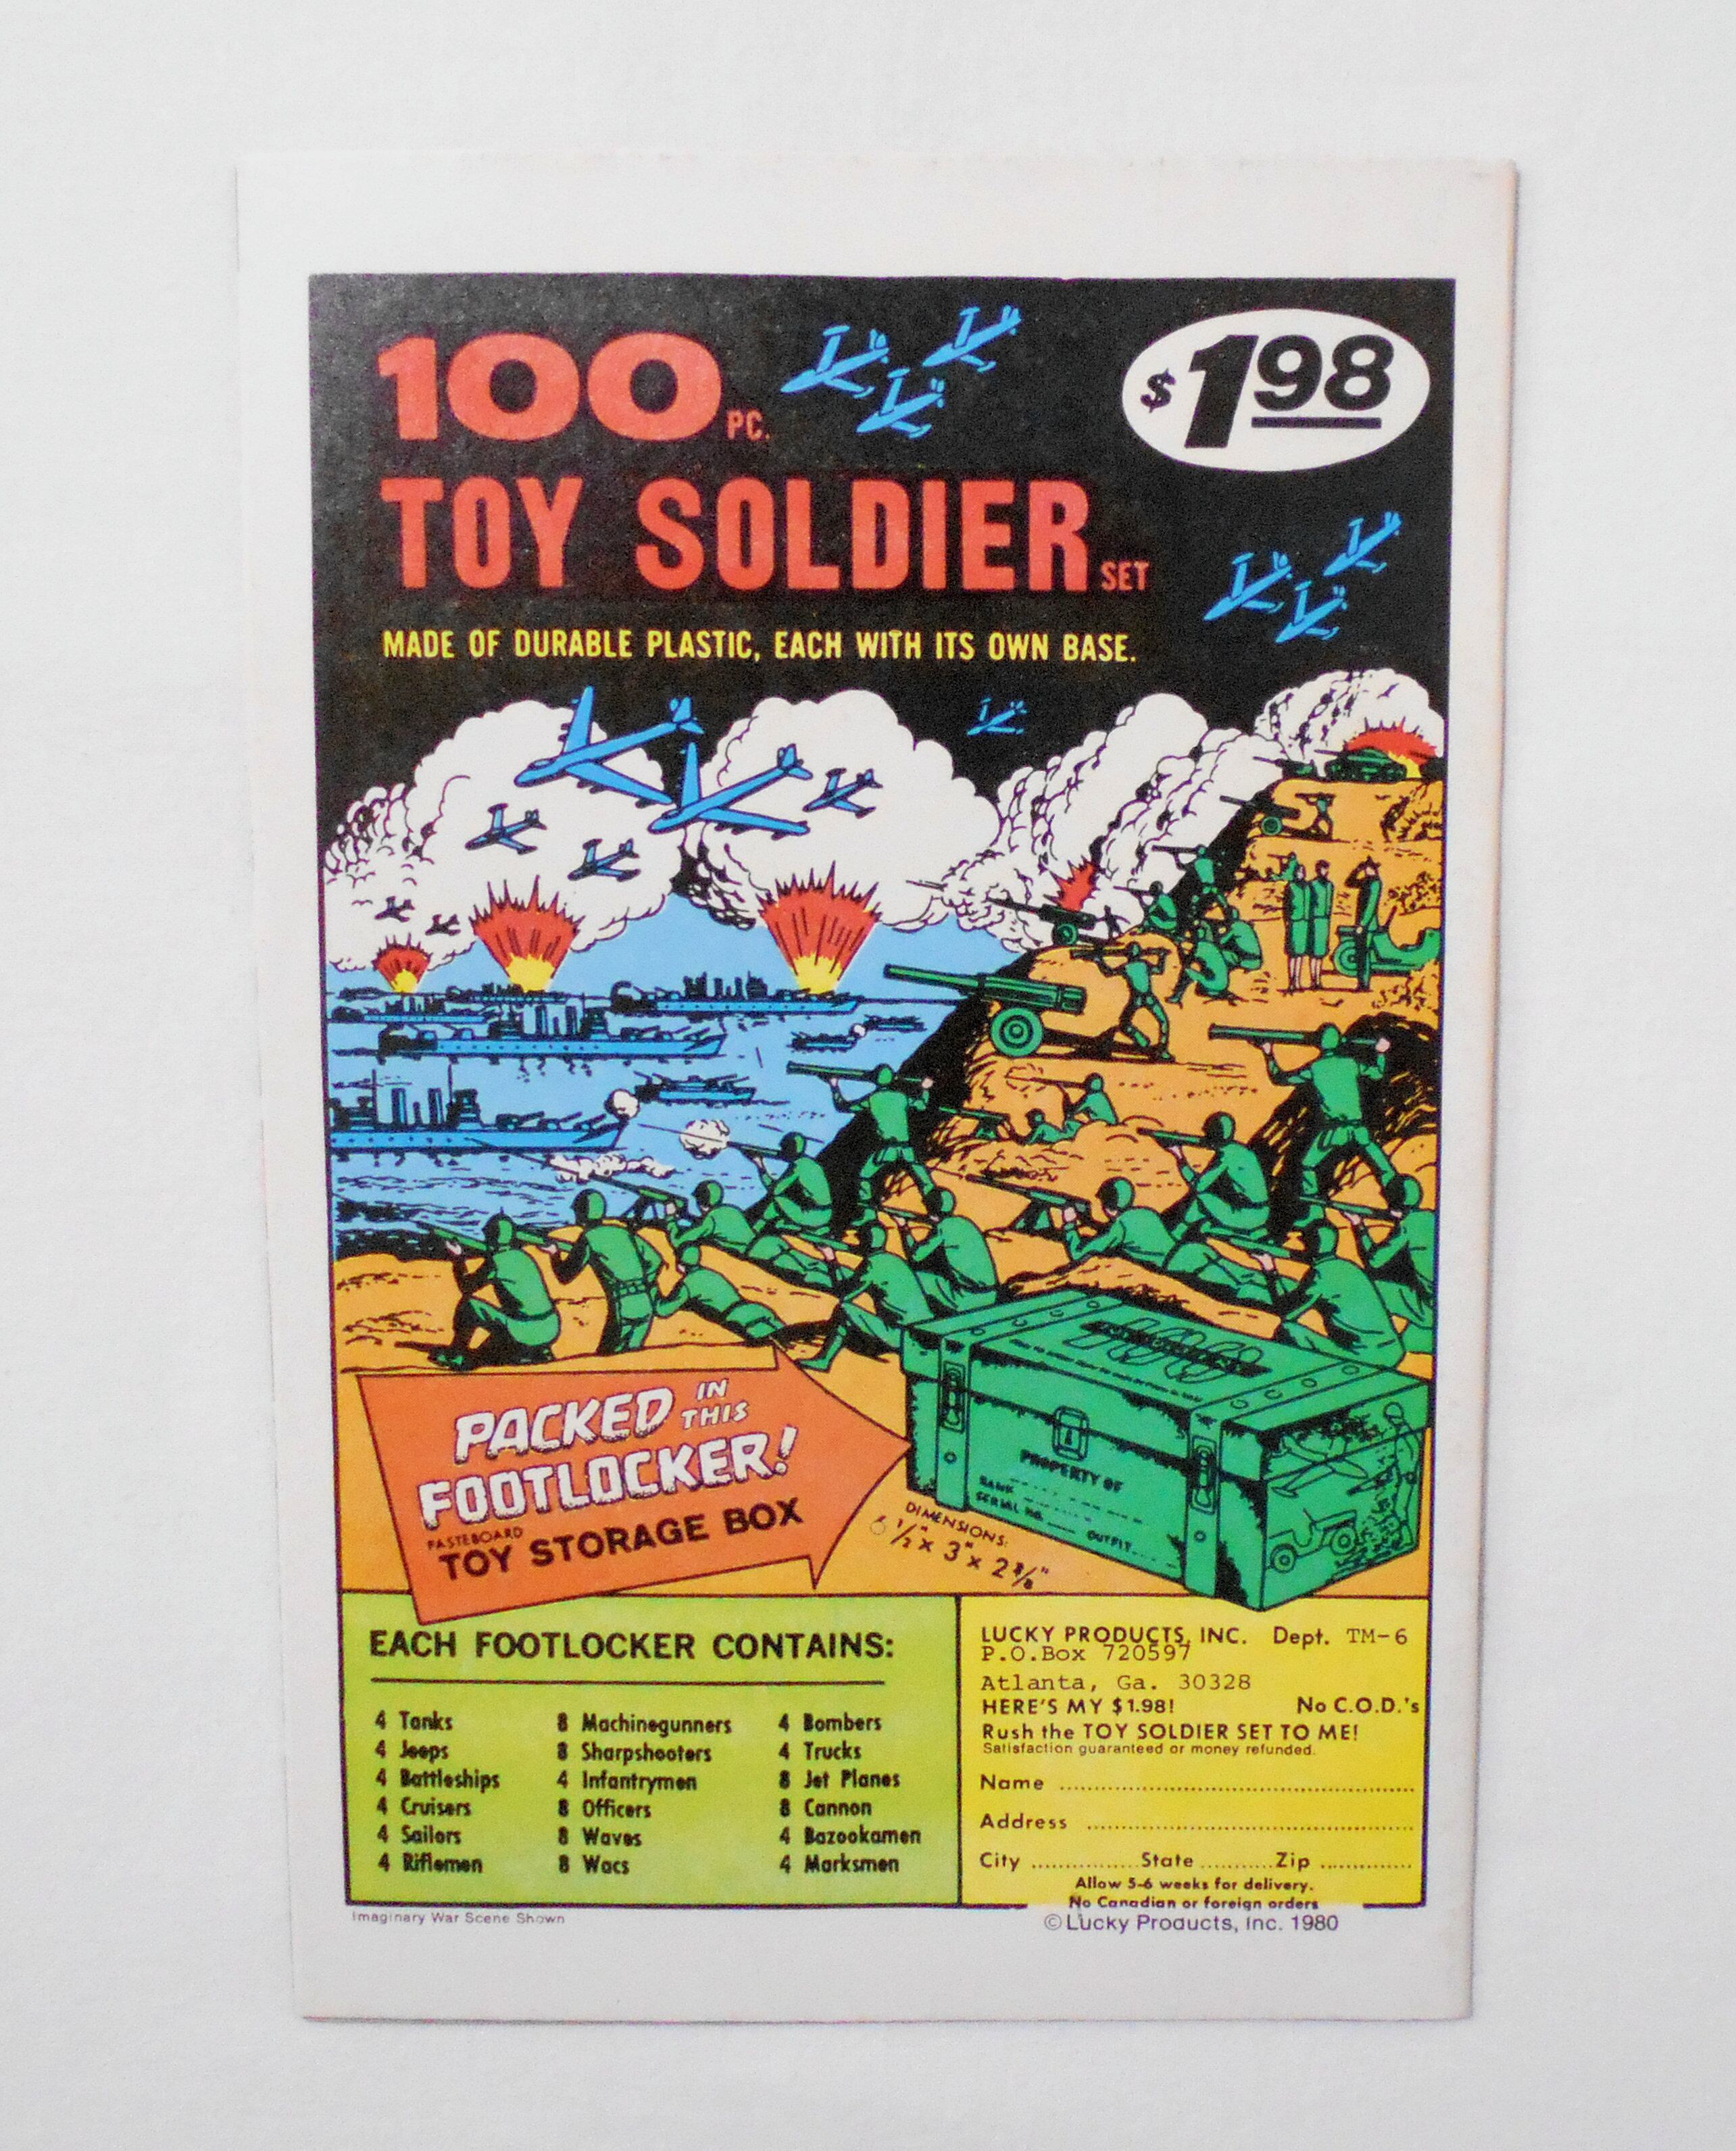 100 PC.
$1.98
TOY SOLDIER SET
MADE OF DURABLE PLASTIC, EACH WITH ITS OWN BASE.
PACKED IN THIS
FOOTLOCKER!
PASTEBOARD
TOY STORAGE BOX
PROPERTY OF
RANK
SERIAL NO. OUTFIT
DIMENSIONS:
6 1/2" x 3" x 2 3/8"
EACH FOOTLOCKER CONTAINS:
4 Tanks
4 Jeeps
4 Battleships
4 Cruisers
4 Sailors
4 Riflemen
8 Machinegunners
8 Sharpshooters
4 Infantrymen
8 Officers
8 Waves
8 Wacs
4 Bombers
4 Trucks
8 Jet Planes
8 Cannon
4 Bazookamen
4 Marksmen
LUCKY PRODUCTS, INC. Dept. TM-6
P.O.Box 720597
Atlanta, Ga. 30328
HERE'S MY $1.98! No C.O.D.'s
Rush the TOY SOLDIER SET TO ME!
Satisfaction guaranteed or money refunded.
Name
Address
City State Zip
Allow 5-6 weeks for delivery.
No Canadian or foreign orders
Imaginary War Scene Shown
© Lucky Products, Inc. 1980